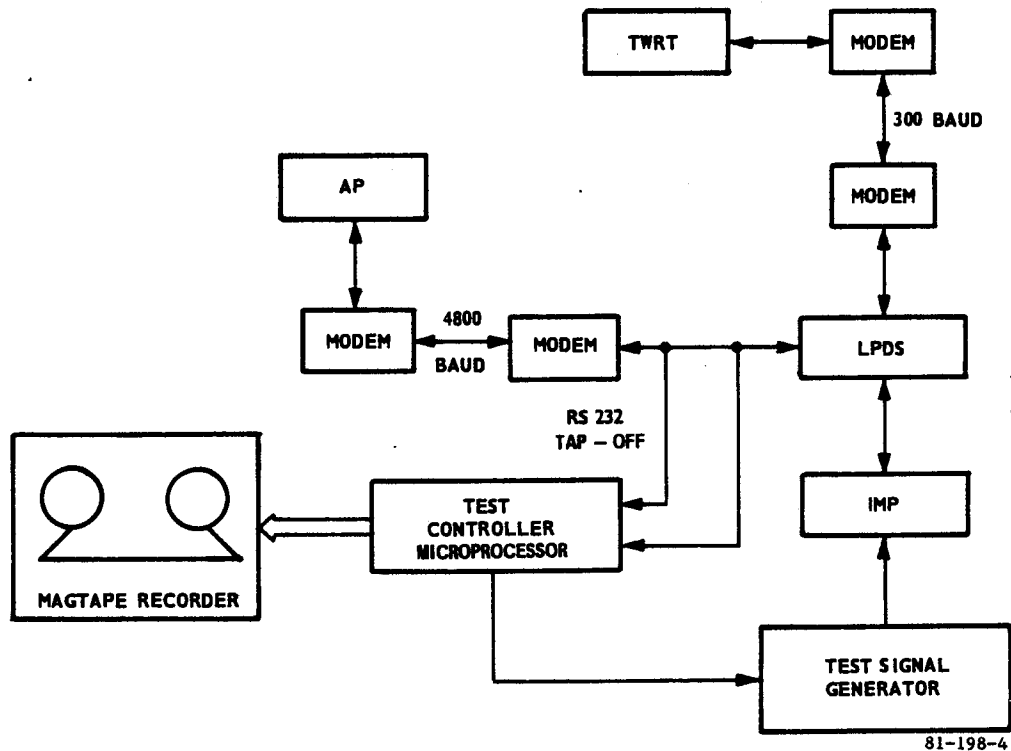 TWRT
MODEM
300 BAUD
AP
MODEM
MODEM
4800
BAUD
MODEM
LPDS
RS 232
TAP – OFF
TEST
CONTROLLER
MICROPROCESSOR
IMP
MAGTAPE RECORDER
TEST SIGNAL
GENERATOR
81-198-4